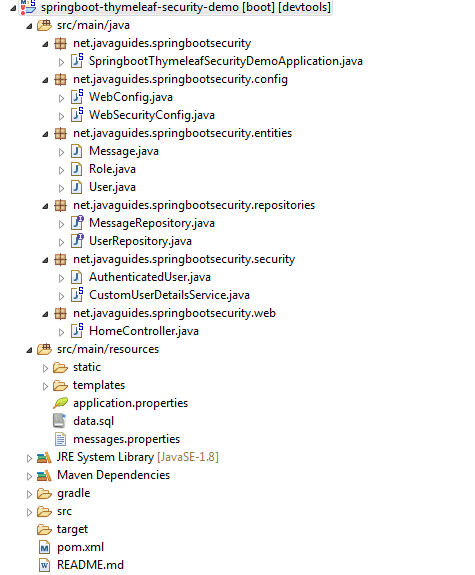 springboot-thymeleaf-security-demo [boot] [devtools]
src/main/java
net.javaguides.springbootsecurity
SpringbootThymeleafSecurityDemoApplication.java
net.javaguides.springbootsecurity.config
WebConfig.java
WebSecurityConfig.java
net.javaguides.springbootsecurity.entities
Message.java
Role.java
User.java
net.javaguides.springbootsecurity.repositories
MessageRepository.java
UserRepository.java
net.javaguides.springbootsecurity.security
AuthenticatedUser.java
CustomUserDetailsService.java
net.javaguides.springbootsecurity.web
HomeController.java
src/main/resources
static
templates
application.properties
data.sql
messages.properties
JRE System Library [JavaSE-1.8]
Maven Dependencies
gradle
src
target
pom.xml
README.md